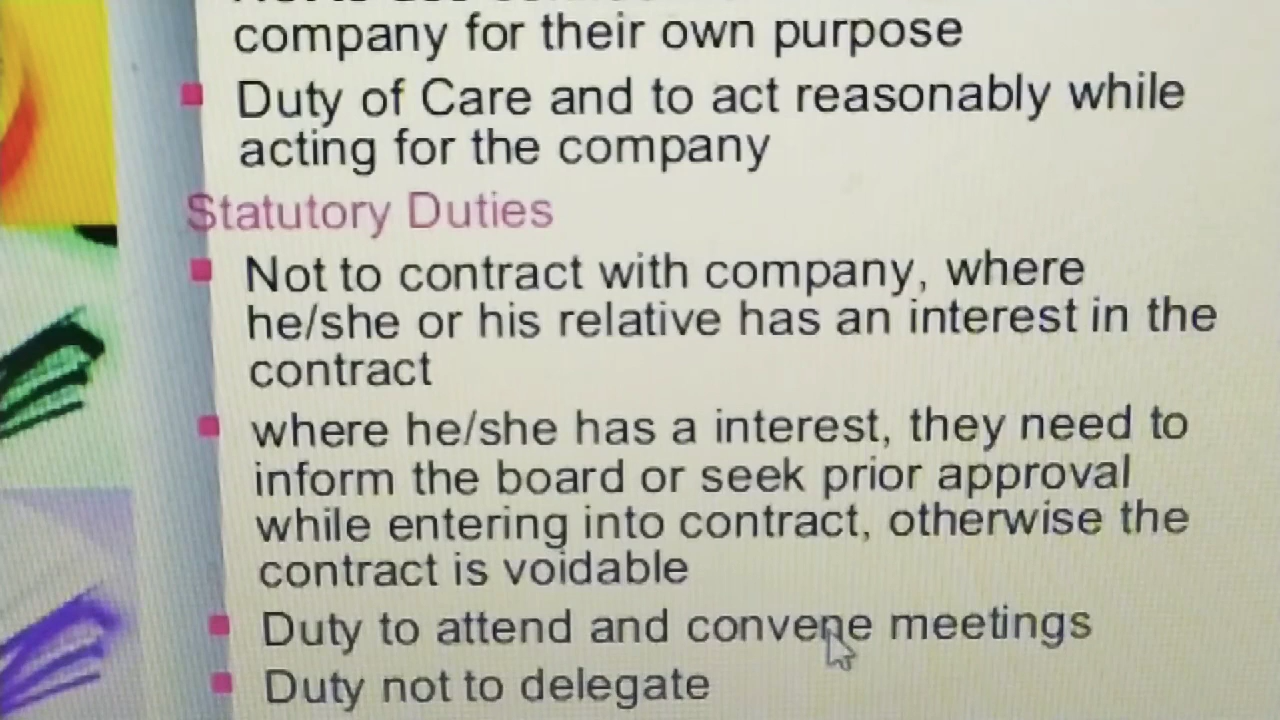 company for their own purpose
Duty of Care and to act reasonably while
acting for the company
Statutory Duties
Not to contract with company, where
he/she or his relative has an interest in the
contract
where he/she has a interest, they need to
inform the board or seek prior approval
while entering into contract, otherwise the
contract is voidable
Duty to attend and convene meetings
Duty not to delegate